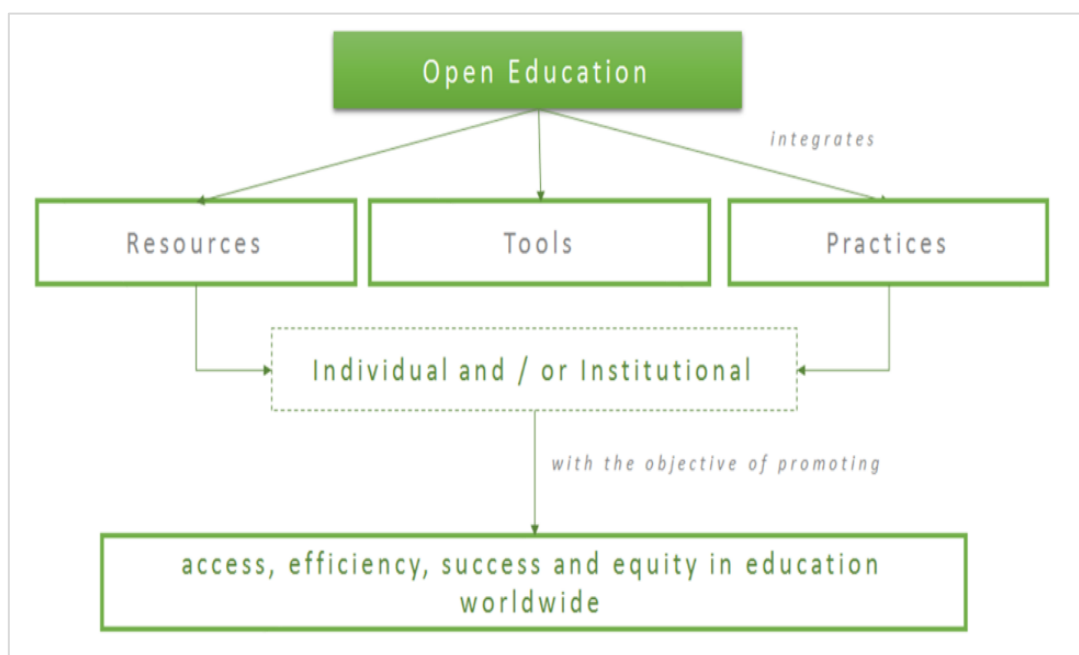 Open Education
integrates
Resources
Tools
Practices
Individual and / or Institutional
with the objective of promoting
access, efficiency, success and equity in education
worldwide